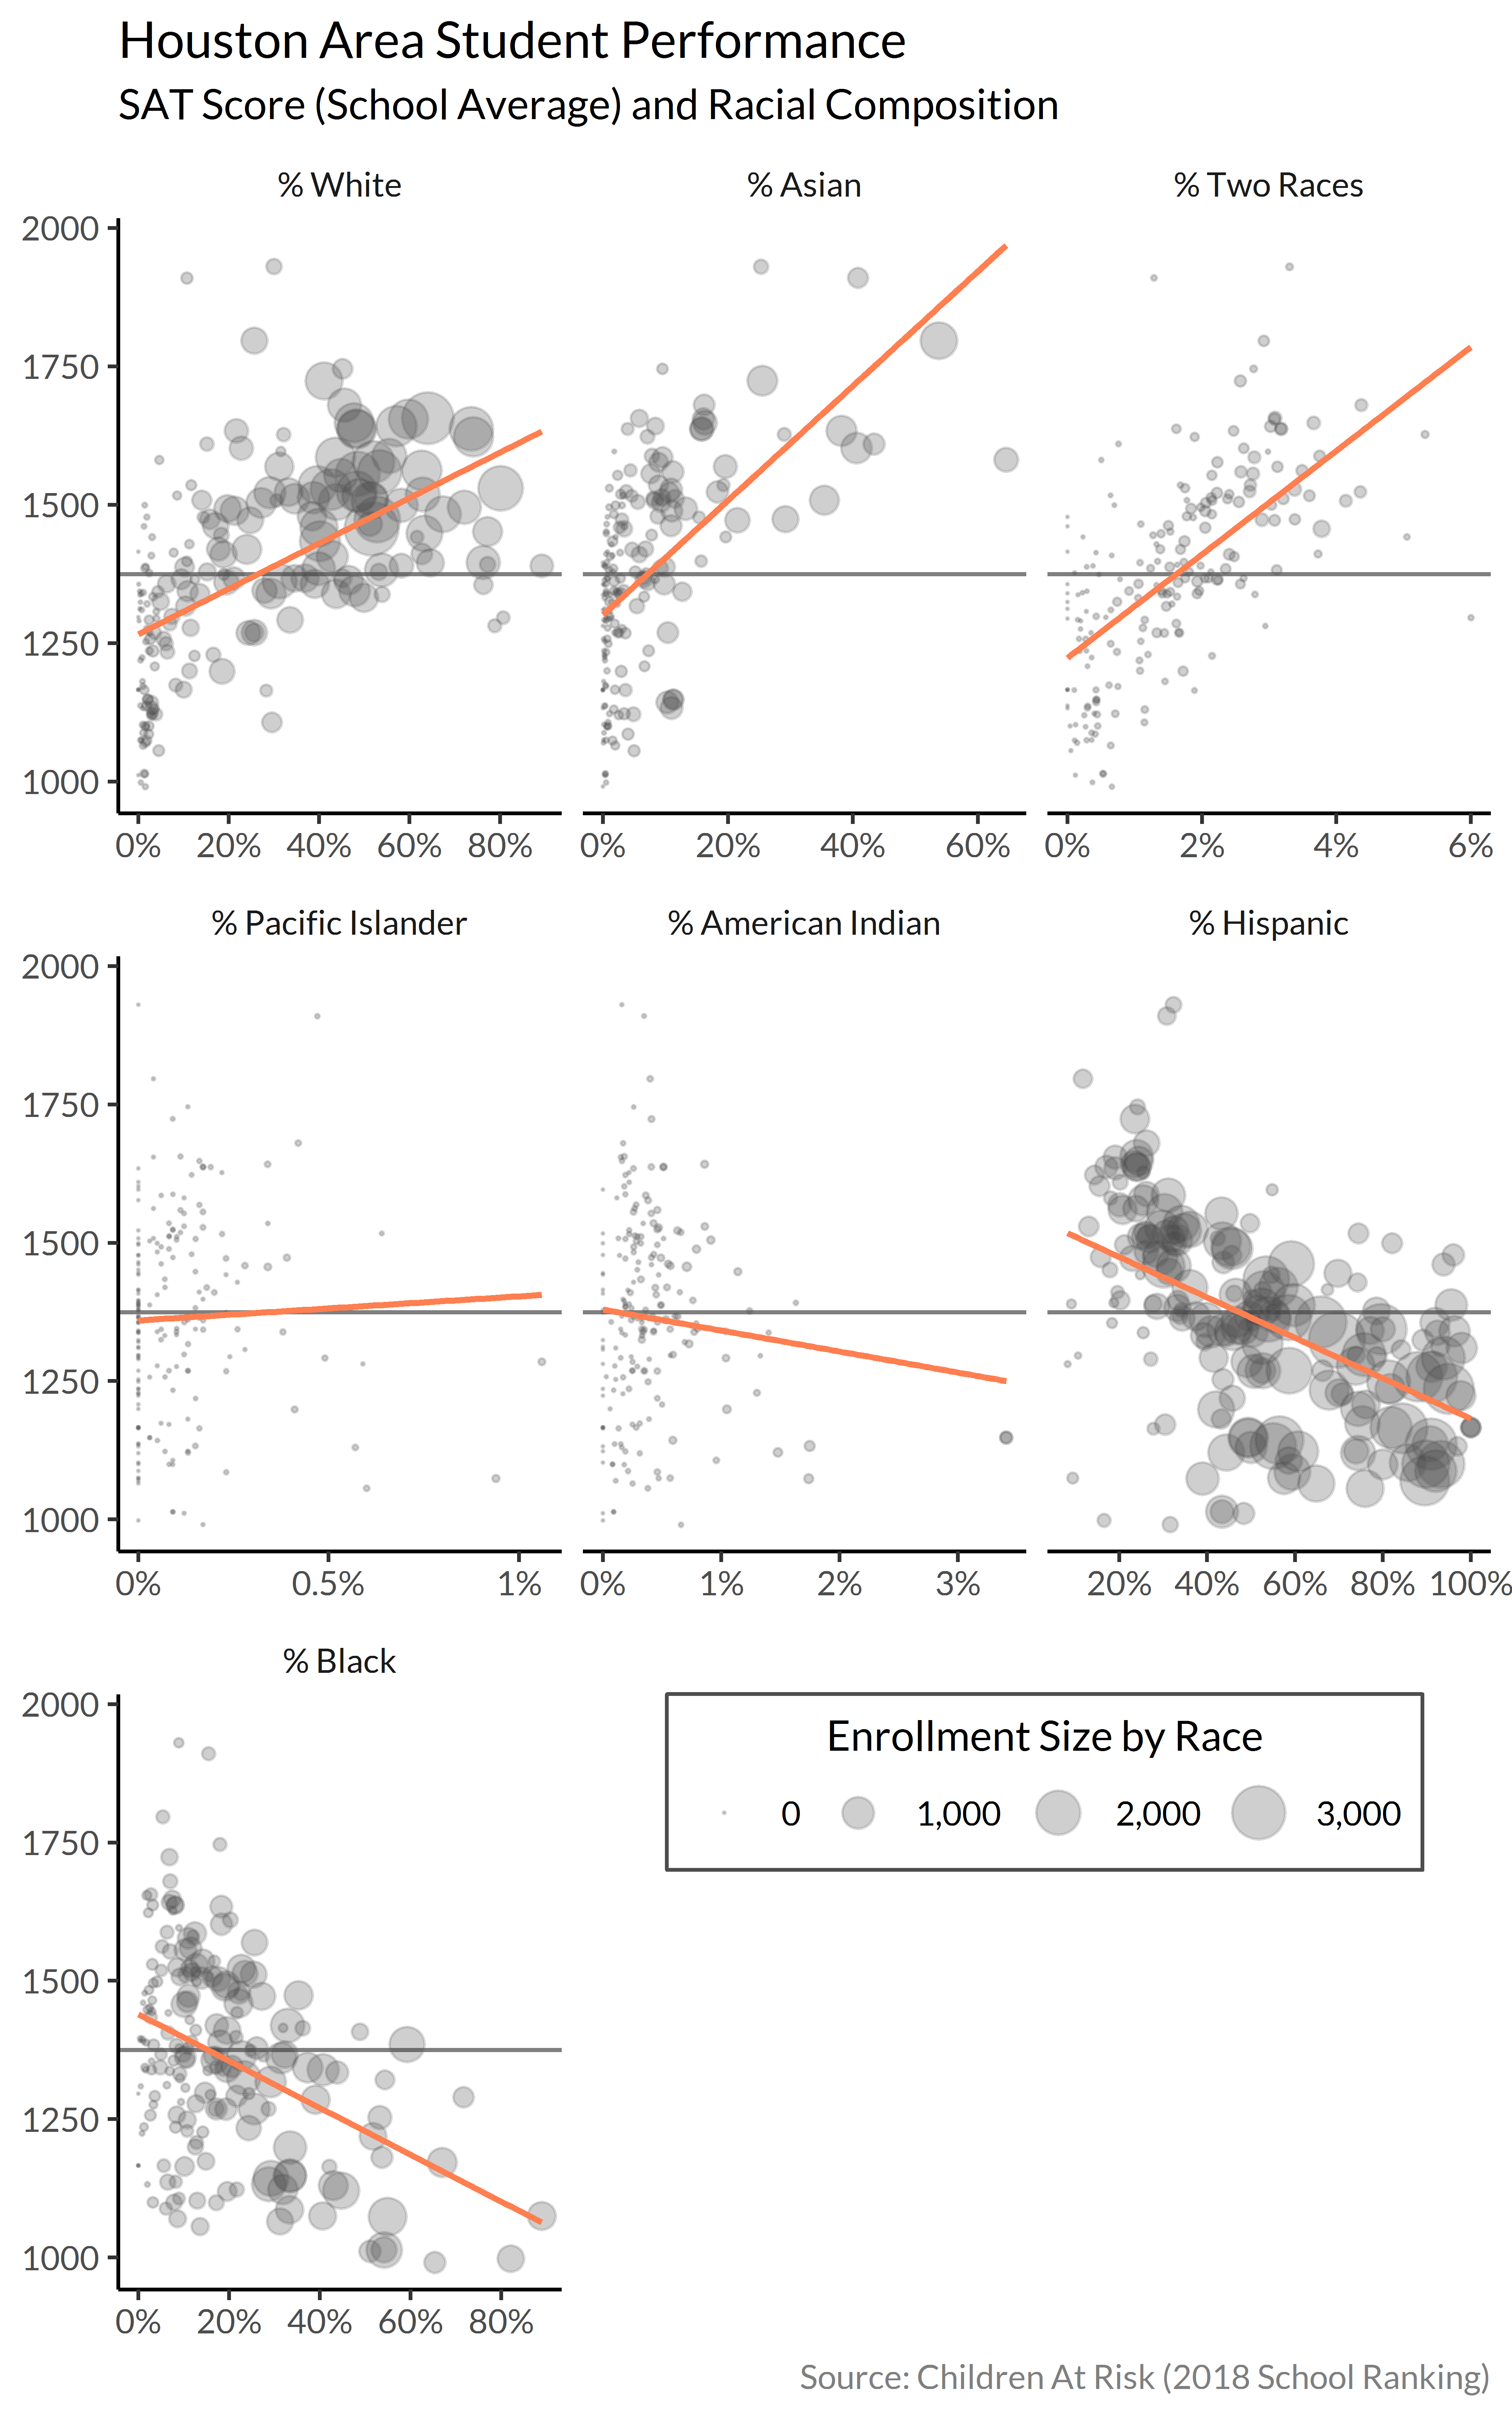 Houston Area Student Performance
SAT Score (School Average) and Racial Composition
% White % Asian % Two Races
2000
1750
1500
1250
1000
0% 20% 40% 60% 80% 0% 20% 40% 60% 0% 2% 4% 6%
% Pacific Islander % American Indian % Hispanic
2000
1750
1500
1250
1000
0% 0.5% 1% 0% 1% 2% 3% 20% 40% 60% 80% 100%
% Black
2000
1750
1500
1250
1000
0% 20% 40% 60% 80%
Enrollment Size by Race
0 1,000 2,000 3,000
Source: Children At Risk (2018 School Ranking)